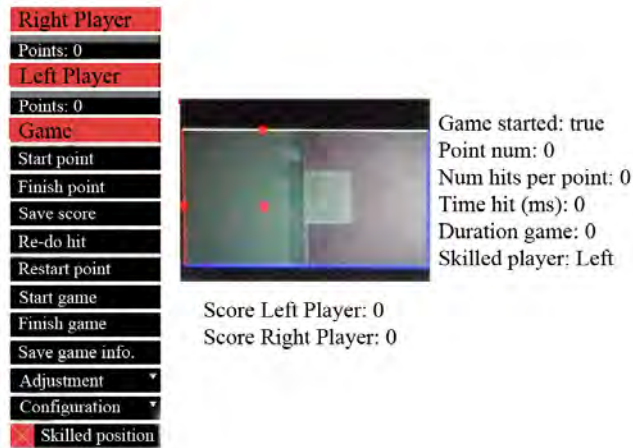 Right Player
Points: 0
Left Player
Points: 0
Game
Start point
Finish point
Save score
Re-do hit
Restart point
Start game
Finish game
Save game info.
Adjustment
Configuration
Skilled position
Game started: true
Point num: 0
Num hits per point: 0
Time hit (ms): 0
Duration game: 0
Skilled player: Left
Score Left Player: 0
Score Right Player: 0